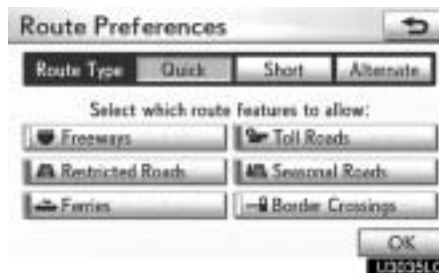 Route Preferences
Route Type Quick Short Alternate
Select which route features to allow:
Freeways Toll Roads
Restricted Roads Seasonal Roads
Ferries Border Crossings
OK